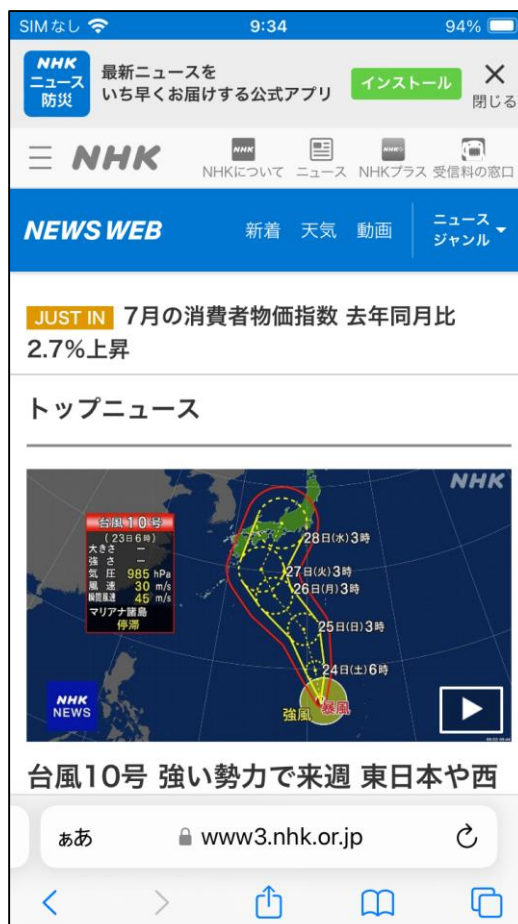 SIMなし 9:34 94%
NHK
ニュース
防災
最新ニュースを
いち早くお届けする公式アプリ
インストール
閉じる
NHK
NHK
NHKについて
ニュース
NHK
NHKプラス
受信料の窓口
NEWS WEB
新着 天気 動画
ニュース
ジャンル
JUST IN 7月の消費者物価指数 去年同月比
2.7%上昇
トップニュース
NHK
台風10号
(23日6時)
大きさ ー
強さ ー
気圧 985 hPa
風速 30 m/s
瞬間風速 45 m/s
マリアナ諸島
停滞
28日(水)3時
27日(火)3時
26日(月)3時
25日(日)3時
24日(土)6時
強風 暴風
NHK
NEWS
台風10号 強い勢力で来週 東日本や西
ぁあ www3.nhk.or.jp